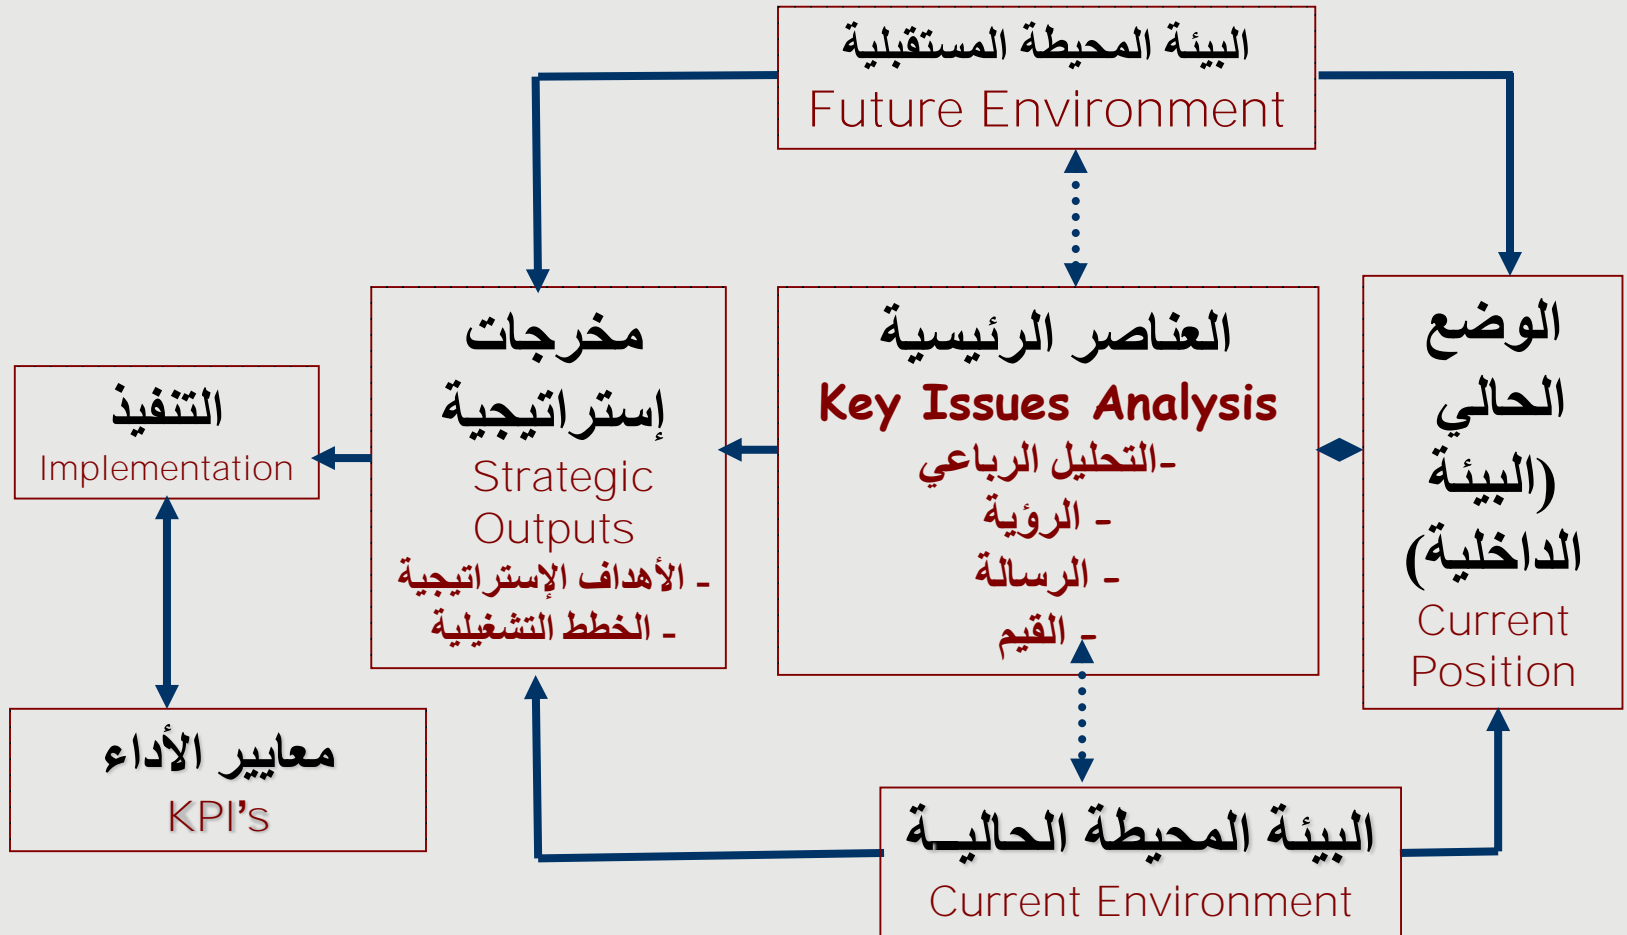 البيئة المحيطة المستقبلية
Future Environment
الوضع
الحالي
(البيئة
الداخلية)
Current
Position
العناصر الرئيسية
Key Issues Analysis
-التحليل الرباعي
- الرؤية
- الرسالة
- القيم
مخرجات
إستراتيجية
Strategic
Outputs
- الأهداف الإستراتيجية
- الخطط التشغيلية
التنفيذ
Implementation
معايير الأداء
KPI's
البيئة المحيطة الحاليــة
Current Environment